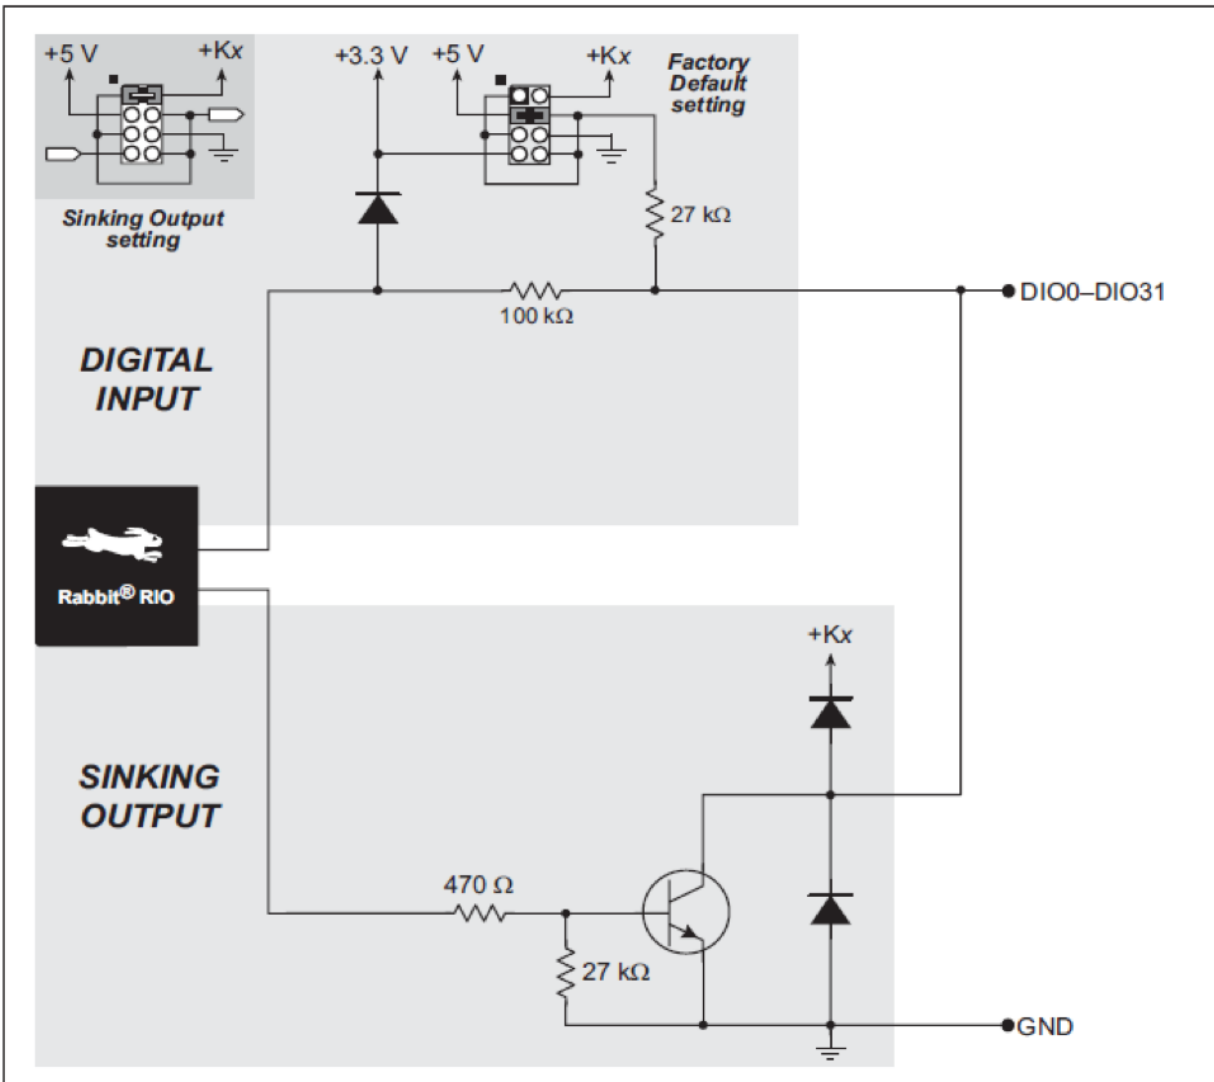 +5 V
+Kx
+3.3 V
+5 V
+Kx
Factory
Default
setting
Sinking Output
setting
27 kΩ
100 kΩ
DIO0–DIO31
DIGITAL
INPUT
Rabbit® RIO
+Kx
SINKING
OUTPUT
470 Ω
27 kΩ
GND